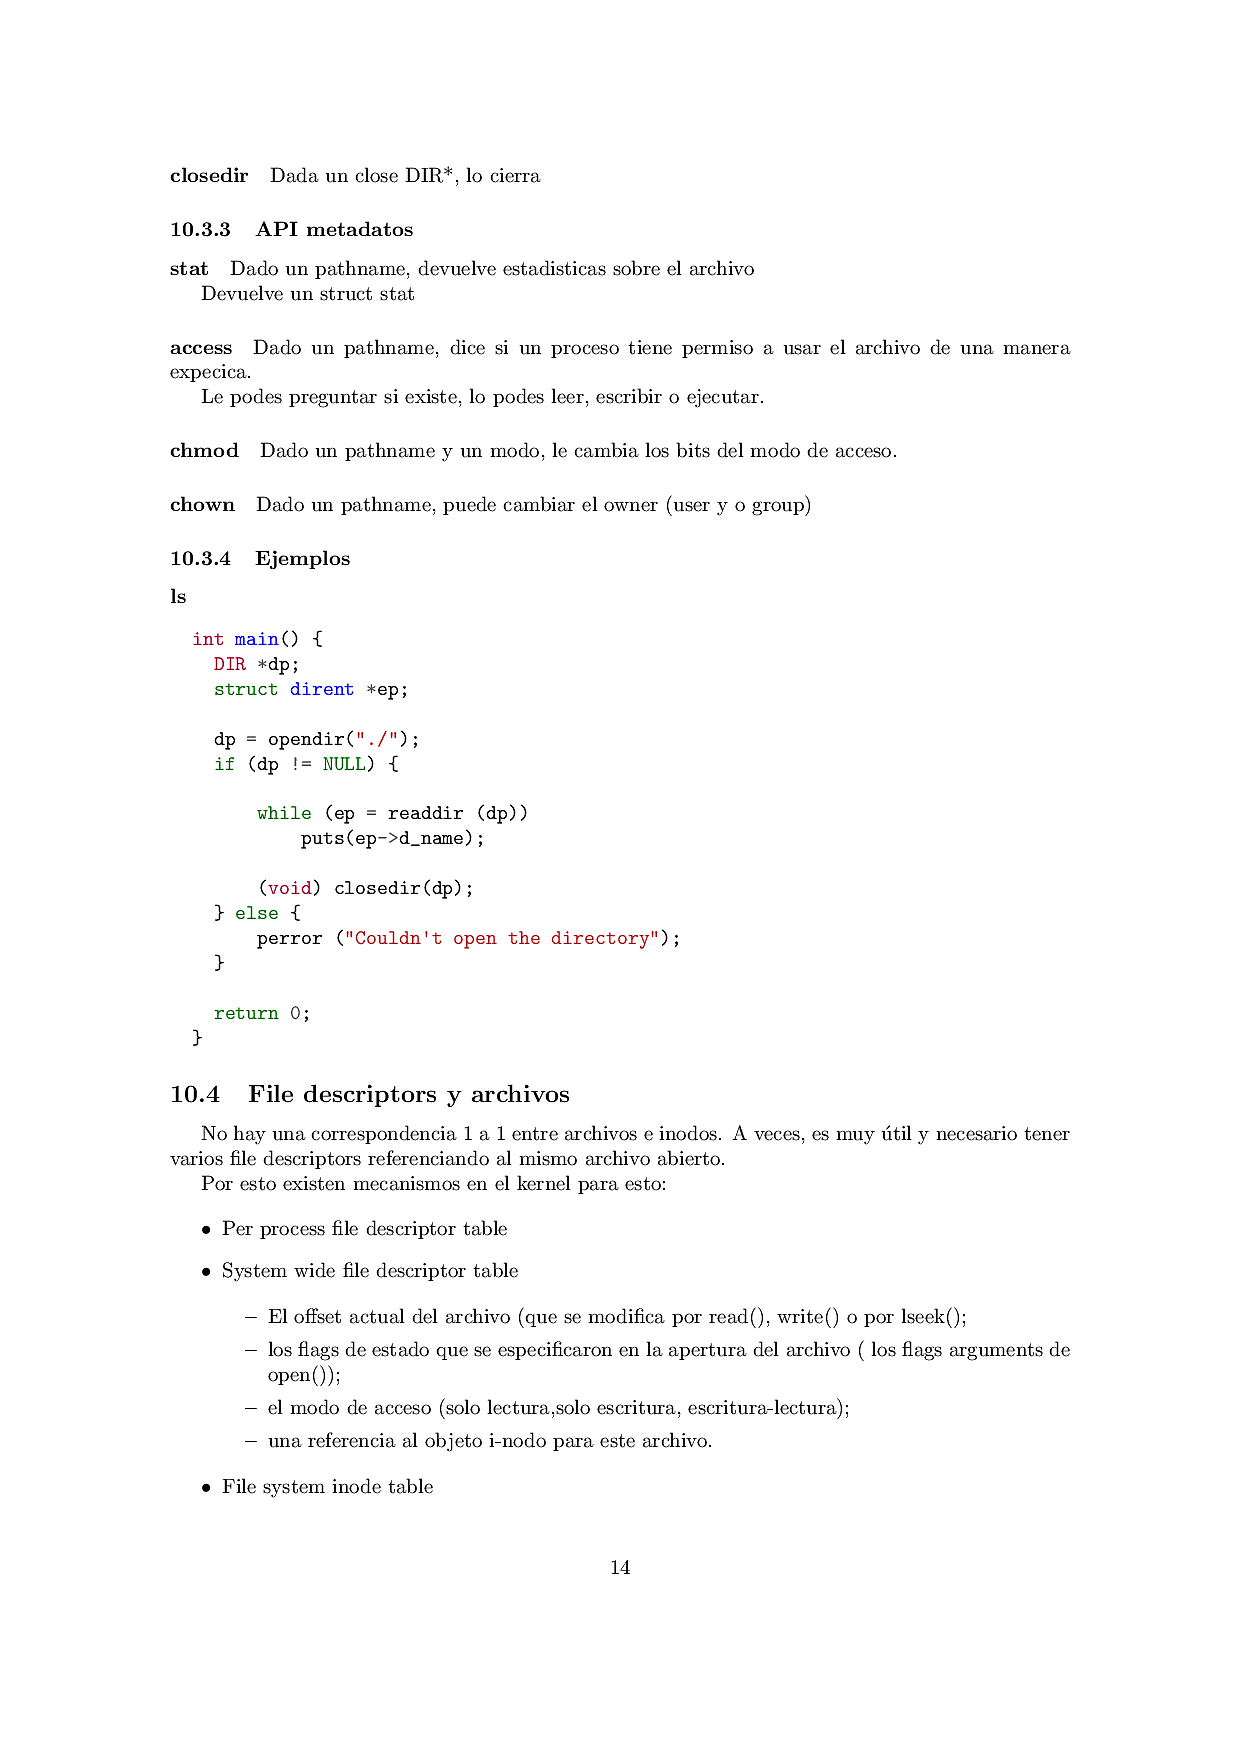 closedir Dada un close DIR*, lo cierra
10.3.3 API metadatos
stat Dado un pathname, devuelve estadisticas sobre el archivo
Devuelve un struct stat
access Dado un pathname, dice si un proceso tiene permiso a usar el archivo de una manera
expecica.
Le podes preguntar si existe, lo podes leer, escribir o ejecutar.
chmod Dado un pathname y un modo, le cambia los bits del modo de acceso.
chown Dado un pathname, puede cambiar el owner (user y o group)
10.3.4 Ejemplos
ls
int main() {
DIR *dp;
struct dirent *ep;
dp = opendir("./");
if (dp != NULL) {
while (ep = readdir (dp))
puts(ep->d_name);
(void) closedir(dp);
} else {
perror ("Couldn't open the directory");
}
return 0;
}
10.4 File descriptors y archivos
No hay una correspondencia 1 a 1 entre archivos e inodos. A veces, es muy útil y necesario tener
varios file descriptors referenciando al mismo archivo abierto.
Por esto existen mecanismos en el kernel para esto:
• Per process file descriptor table
• System wide file descriptor table
– El offset actual del archivo (que se modifica por read(), write() o por lseek();
– los flags de estado que se especificaron en la apertura del archivo ( los flags arguments de
open());
– el modo de acceso (solo lectura,solo escritura, escritura-lectura);
– una referencia al objeto i-nodo para este archivo.
• File system inode table
14